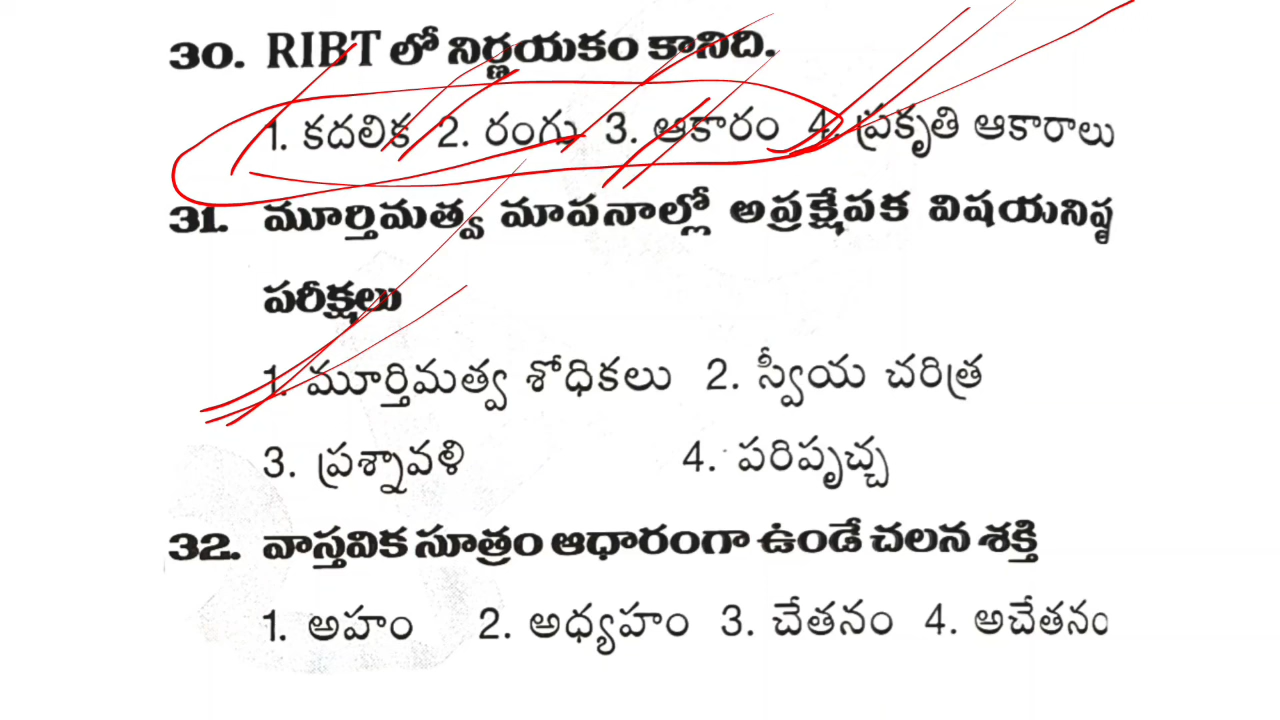 30. RIBT లో నిర్ణయకం కానిది.
1. కదలిక 2. రంగు 3. ఆకారం 4. ప్రకృతి ఆకారాలు
31. మూర్తిమత్వ మాపనాల్లో అప్రక్షేపక విషయనిష్ఠ
పరీక్షలు
1. మూర్తిమత్వ శోధికలు 2. స్వీయ చరిత్ర
3. ప్రశ్నావళి 4. పరిపృచ్ఛ
32. వాస్తవిక సూత్రం ఆధారంగా ఉండే చలన శక్తి
1. అహం 2. అధ్యహం 3. చేతనం 4. అచేతనం